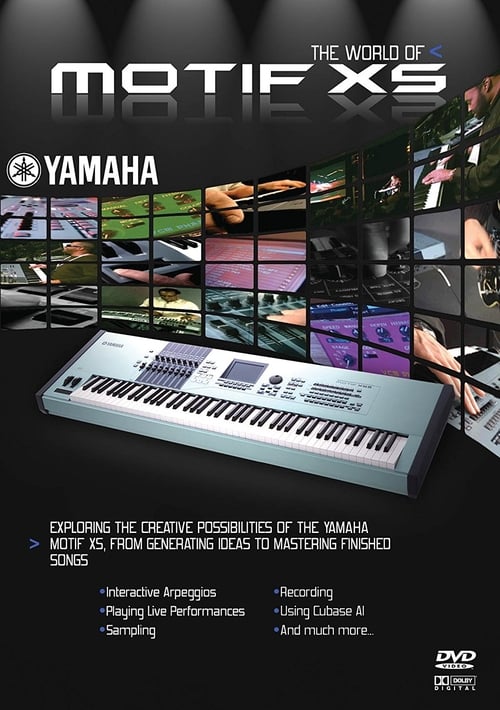 THE WORLD OF <
MOTIF XS
YAMAHA
YAMAHA
EXPLORING THE CREATIVE POSSIBILITIES OF THE YAMAHA
> MOTIF XS, FROM GENERATING IDEAS TO MASTERING FINISHED
SONGS
•Interactive Arpeggios
•Playing Live Performances
•Sampling
•Recording
•Using Cubase AI
•And much more...
DVD
VIDEO
DOLBY
DIGITAL